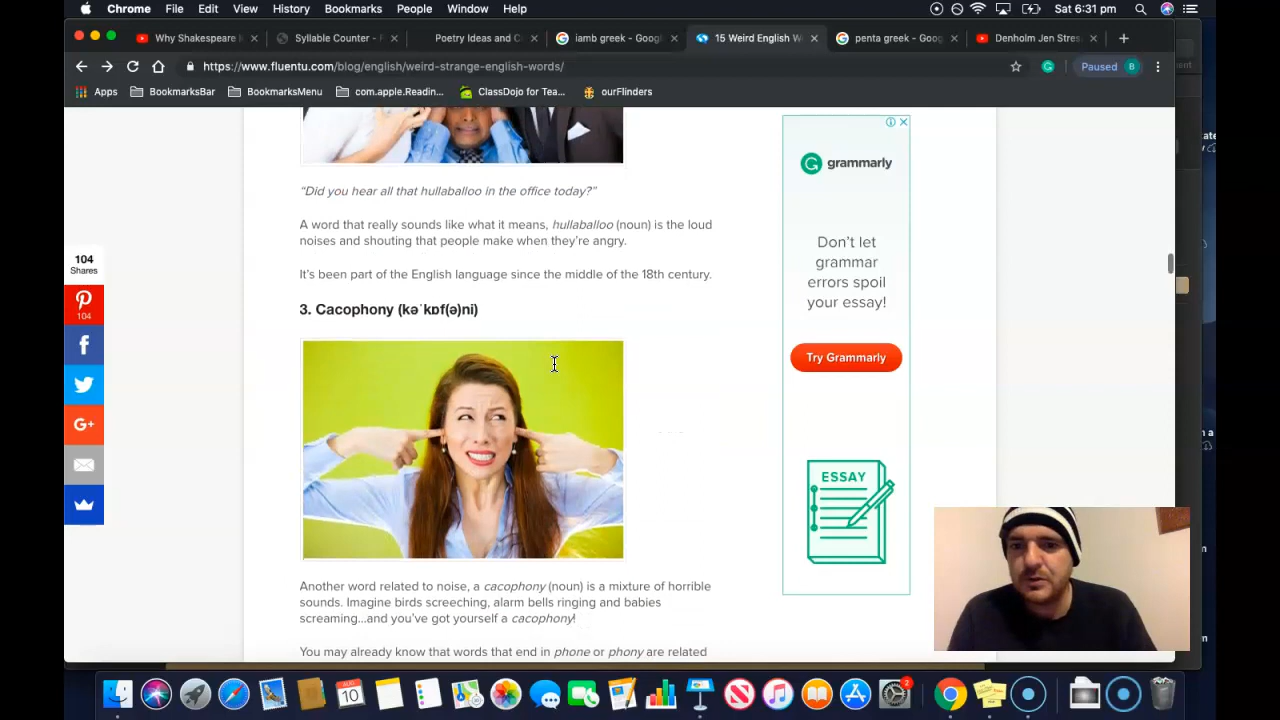 Chrome File Edit View History Bookmarks People Window Help Sat 6:31 pm
Why Shakespeare Syllable Counter - Poetry Ideas and C iamb greek - Googl 15 Weird English W penta greek - Goog Denholm Jen Stres
https://www.fluentu.com/blog/english/weird-strange-english-words/ Paused B
Apps BookmarksBar BookmarksMenu com.apple.Readin... ClassDojo for Tea... ourFlinders
“Did you hear all that hullaballoo in the office today?”
A word that really sounds like what it means, hullaballoo (noun) is the loud
noises and shouting that people make when they’re angry.
It’s been part of the English language since the middle of the 18th century.
3. Cacophony (kəˈkɒf(ə)ni)
Another word related to noise, a cacophony (noun) is a mixture of horrible
sounds. Imagine birds screeching, alarm bells ringing and babies
screaming…and you’ve got yourself a cacophony!
You may already know that words that end in phone or phony are related
104
Shares
104
G+
grammarly
Don’t let
grammar
errors spoil
your essay!
Try Grammarly
ESSAY
AUG
10
2